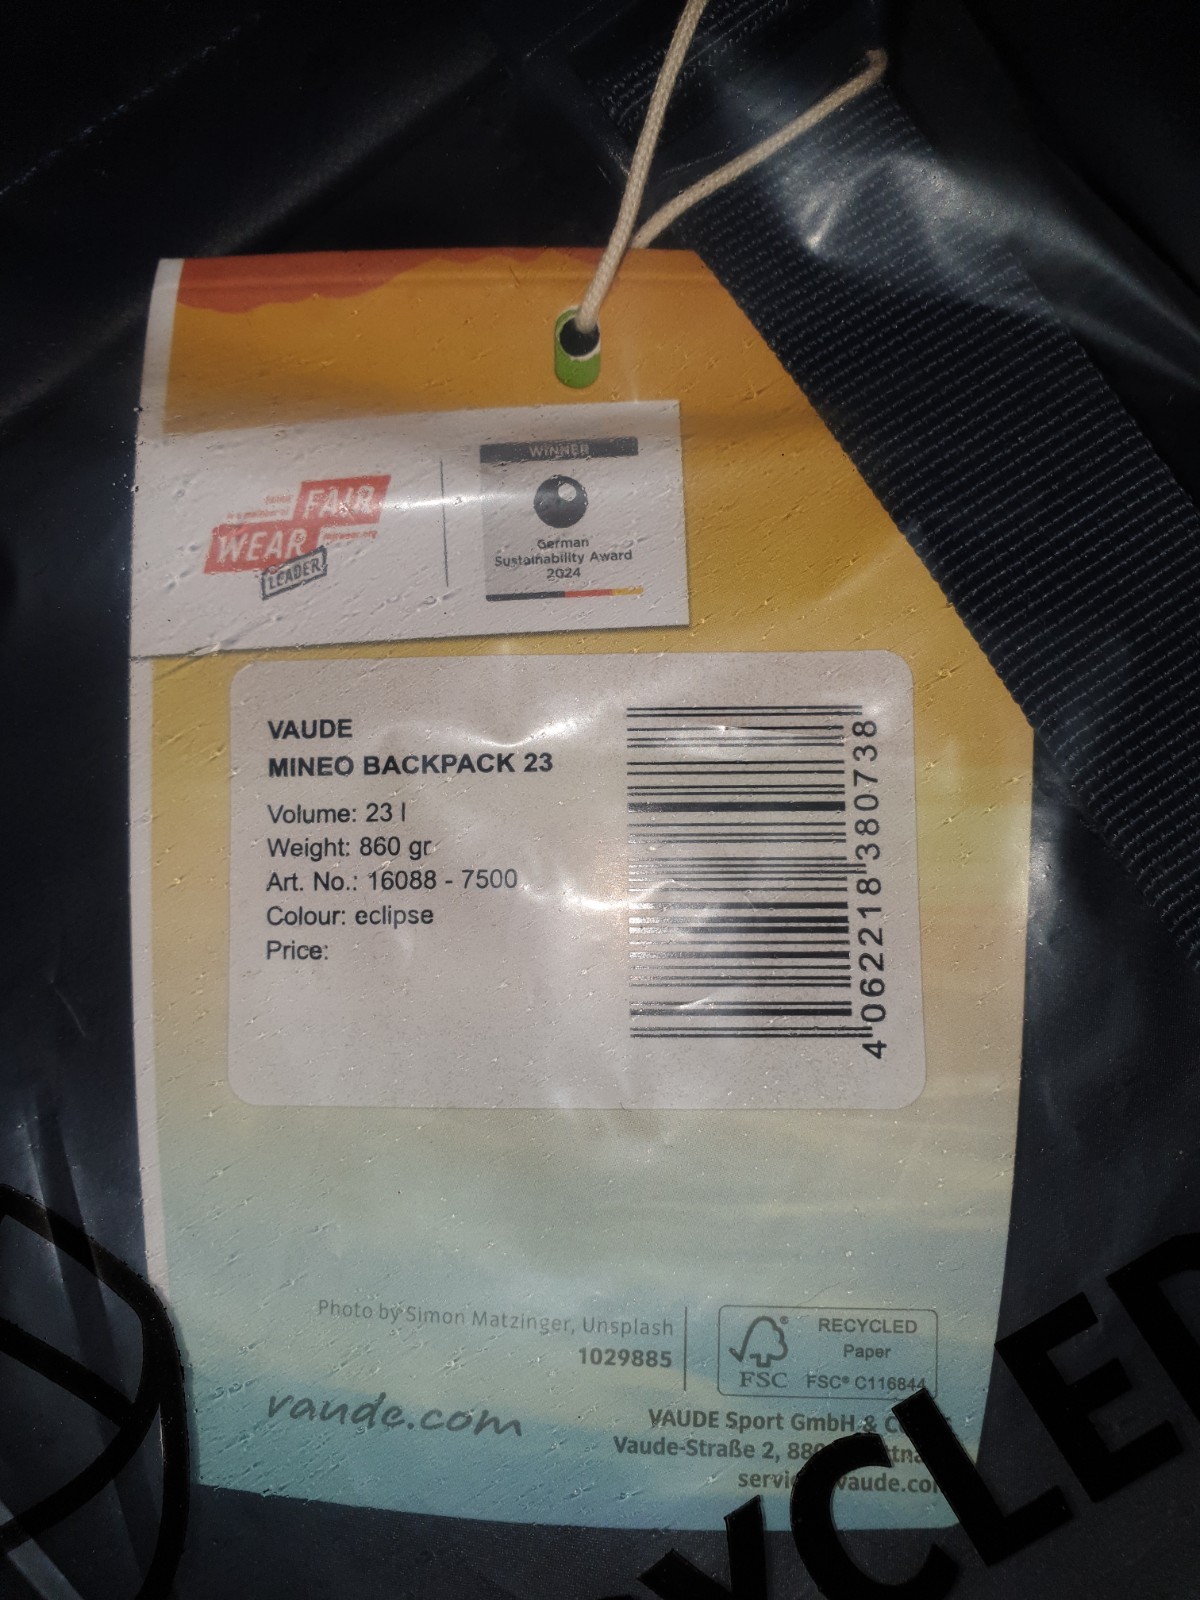 FAIR
WEAR
LEADER
WINNER
German
Sustainability Award
2024
VAUDE
MINEO BACKPACK 23
Volume: 23 l
Weight: 860 gr
Art. No.: 16088 - 7500
Colour: eclipse
Price:
4 062218 380738
Photo by Simon Matzinger, Unsplash
1029885
FSC®
RECYCLED
Paper
FSC® C116844
vaude.com
VAUDE Sport GmbH &
Vaude-Straße 2,